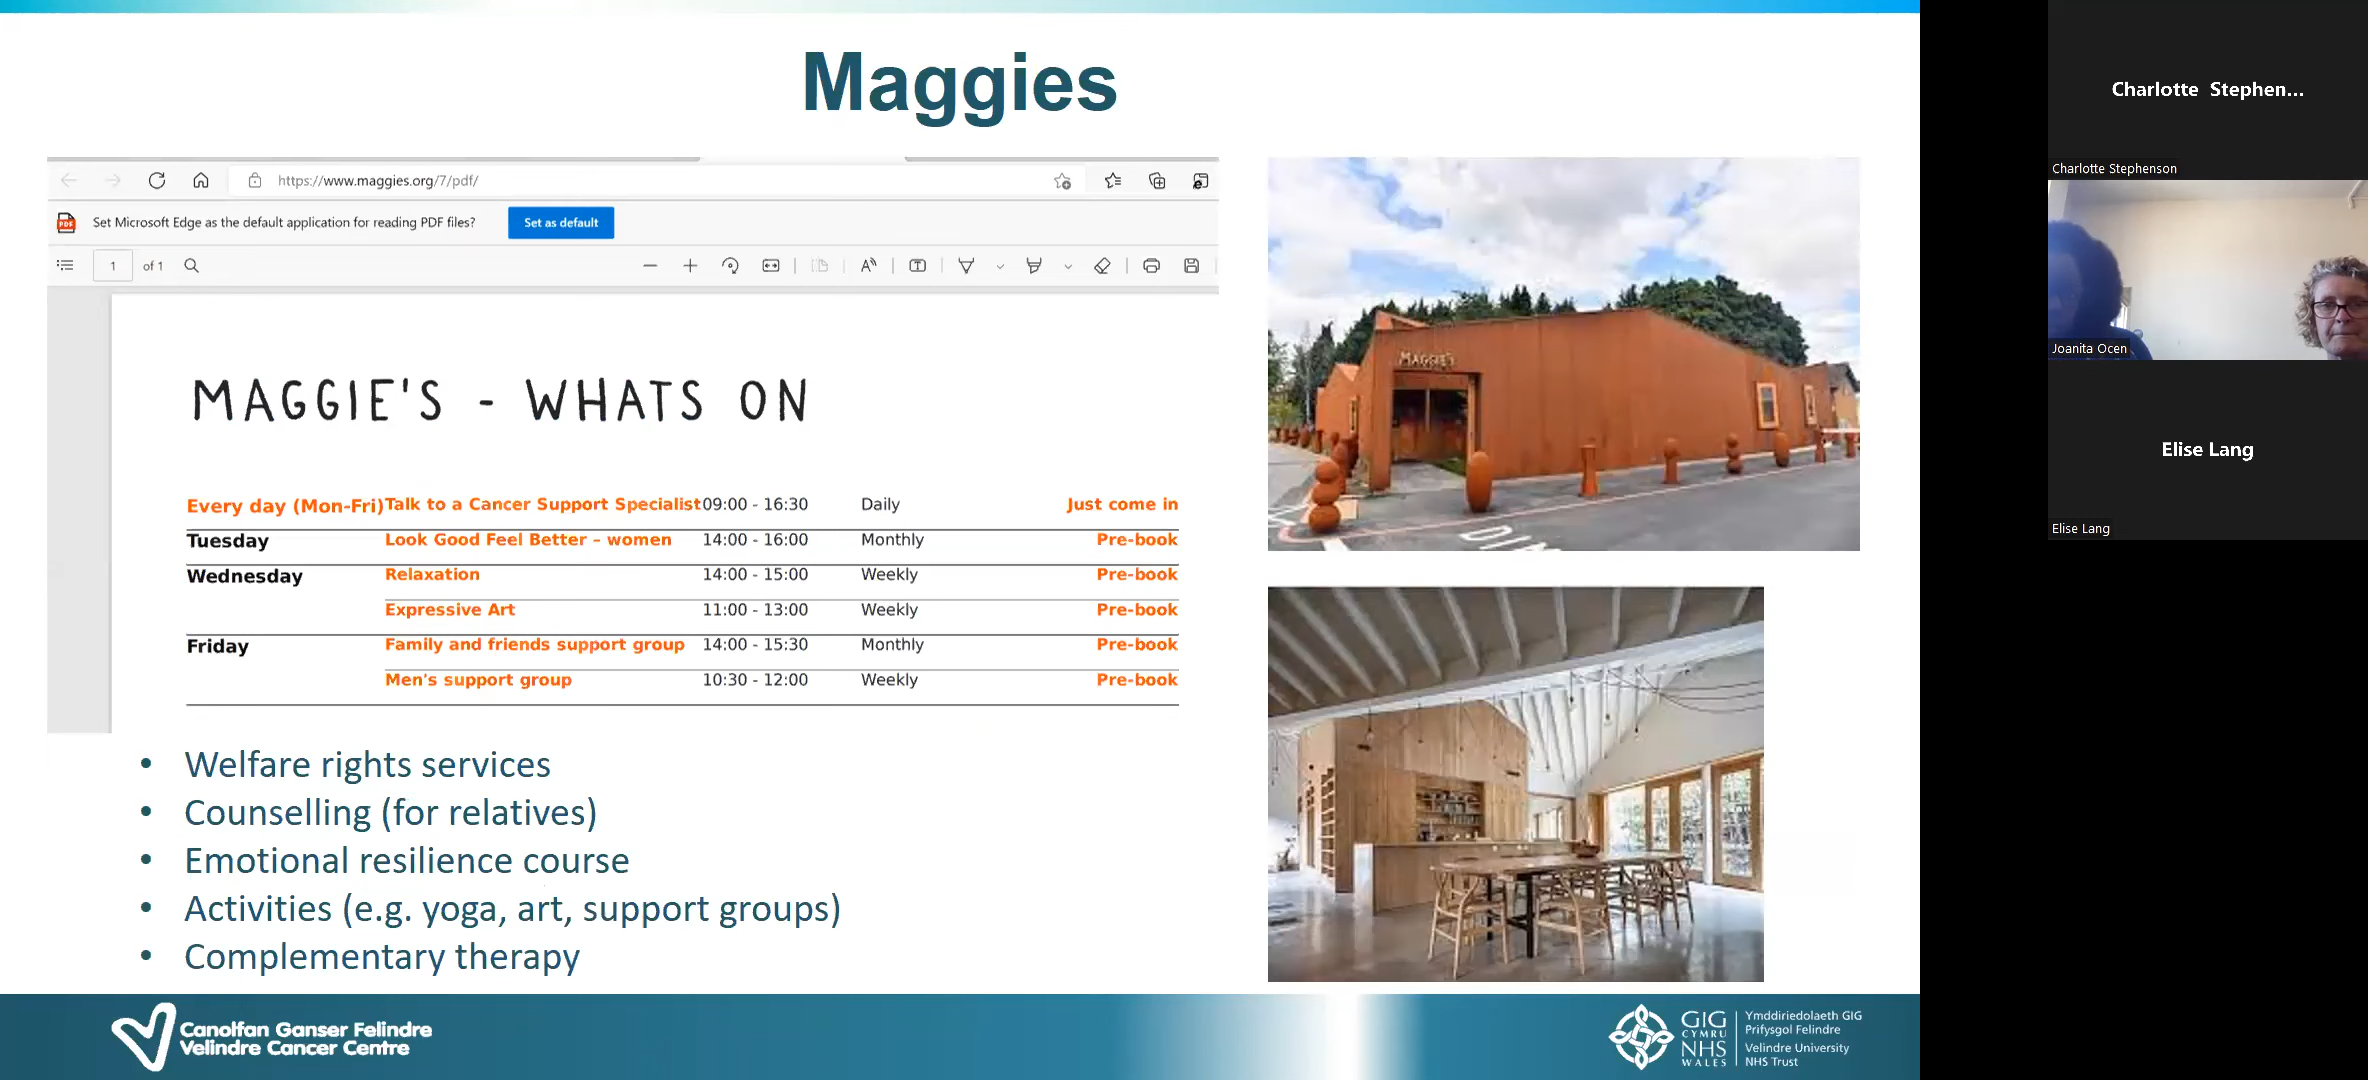 Maggies
https://www.maggies.org/7/pdf/
Set Microsoft Edge as the default application for reading PDF files? Set as default
1 of 1
MAGGIE'S - WHATS ON
Every day (Mon-Fri) Talk to a Cancer Support Specialist 09:00 - 16:30 Daily Just come in
Tuesday Look Good Feel Better – women 14:00 - 16:00 Monthly Pre-book
Wednesday Relaxation 14:00 - 15:00 Weekly Pre-book
Expressive Art 11:00 - 13:00 Weekly Pre-book
Friday Family and friends support group 14:00 - 15:30 Monthly Pre-book
Men's support group 10:30 - 12:00 Weekly Pre-book
• Welfare rights services
• Counselling (for relatives)
• Emotional resilience course
• Activities (e.g. yoga, art, support groups)
• Complementary therapy
MAGGIE'S
Canolfan Ganser Felindre
Velindre Cancer Centre
GIG
CYMRU
NHS
WALES
Ymddiriedolaeth GIG
Prifysgol Felindre
Velindre University
NHS Trust
Charlotte Stephen...
Charlotte Stephenson
Joanita Ocen
Elise Lang
Elise Lang